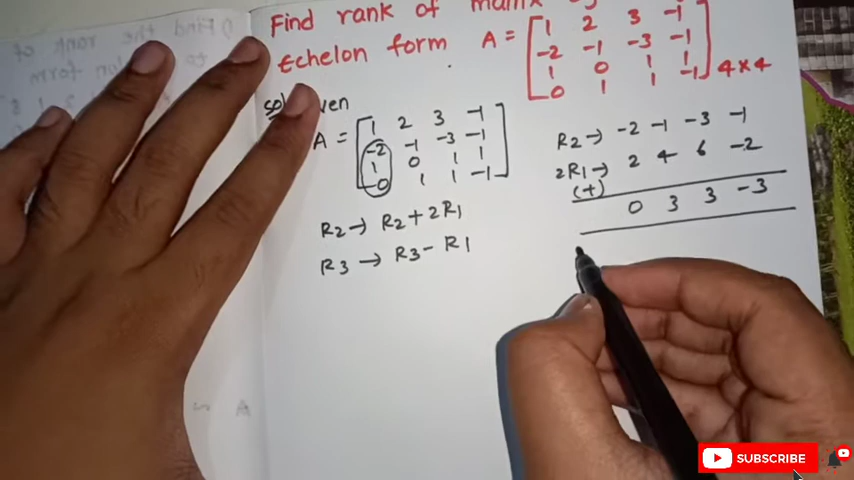 Find rank of matrix
Echelon form A = [1 2 3 -1
-2 -1 -3 -1
1 0 1 1
0 1 1 -1] 4×4
Sol
A = [1 2 3 -1
-2 -1 -3 -1
1 0 1 1
0 1 1 -1]
R2 → R2 + 2R1
R3 → R3 - R1
R2 → -2 -1 -3 -1
2R1 → 2 4 6 -2
(+)
0 3 3 -3
SUBSCRIBE